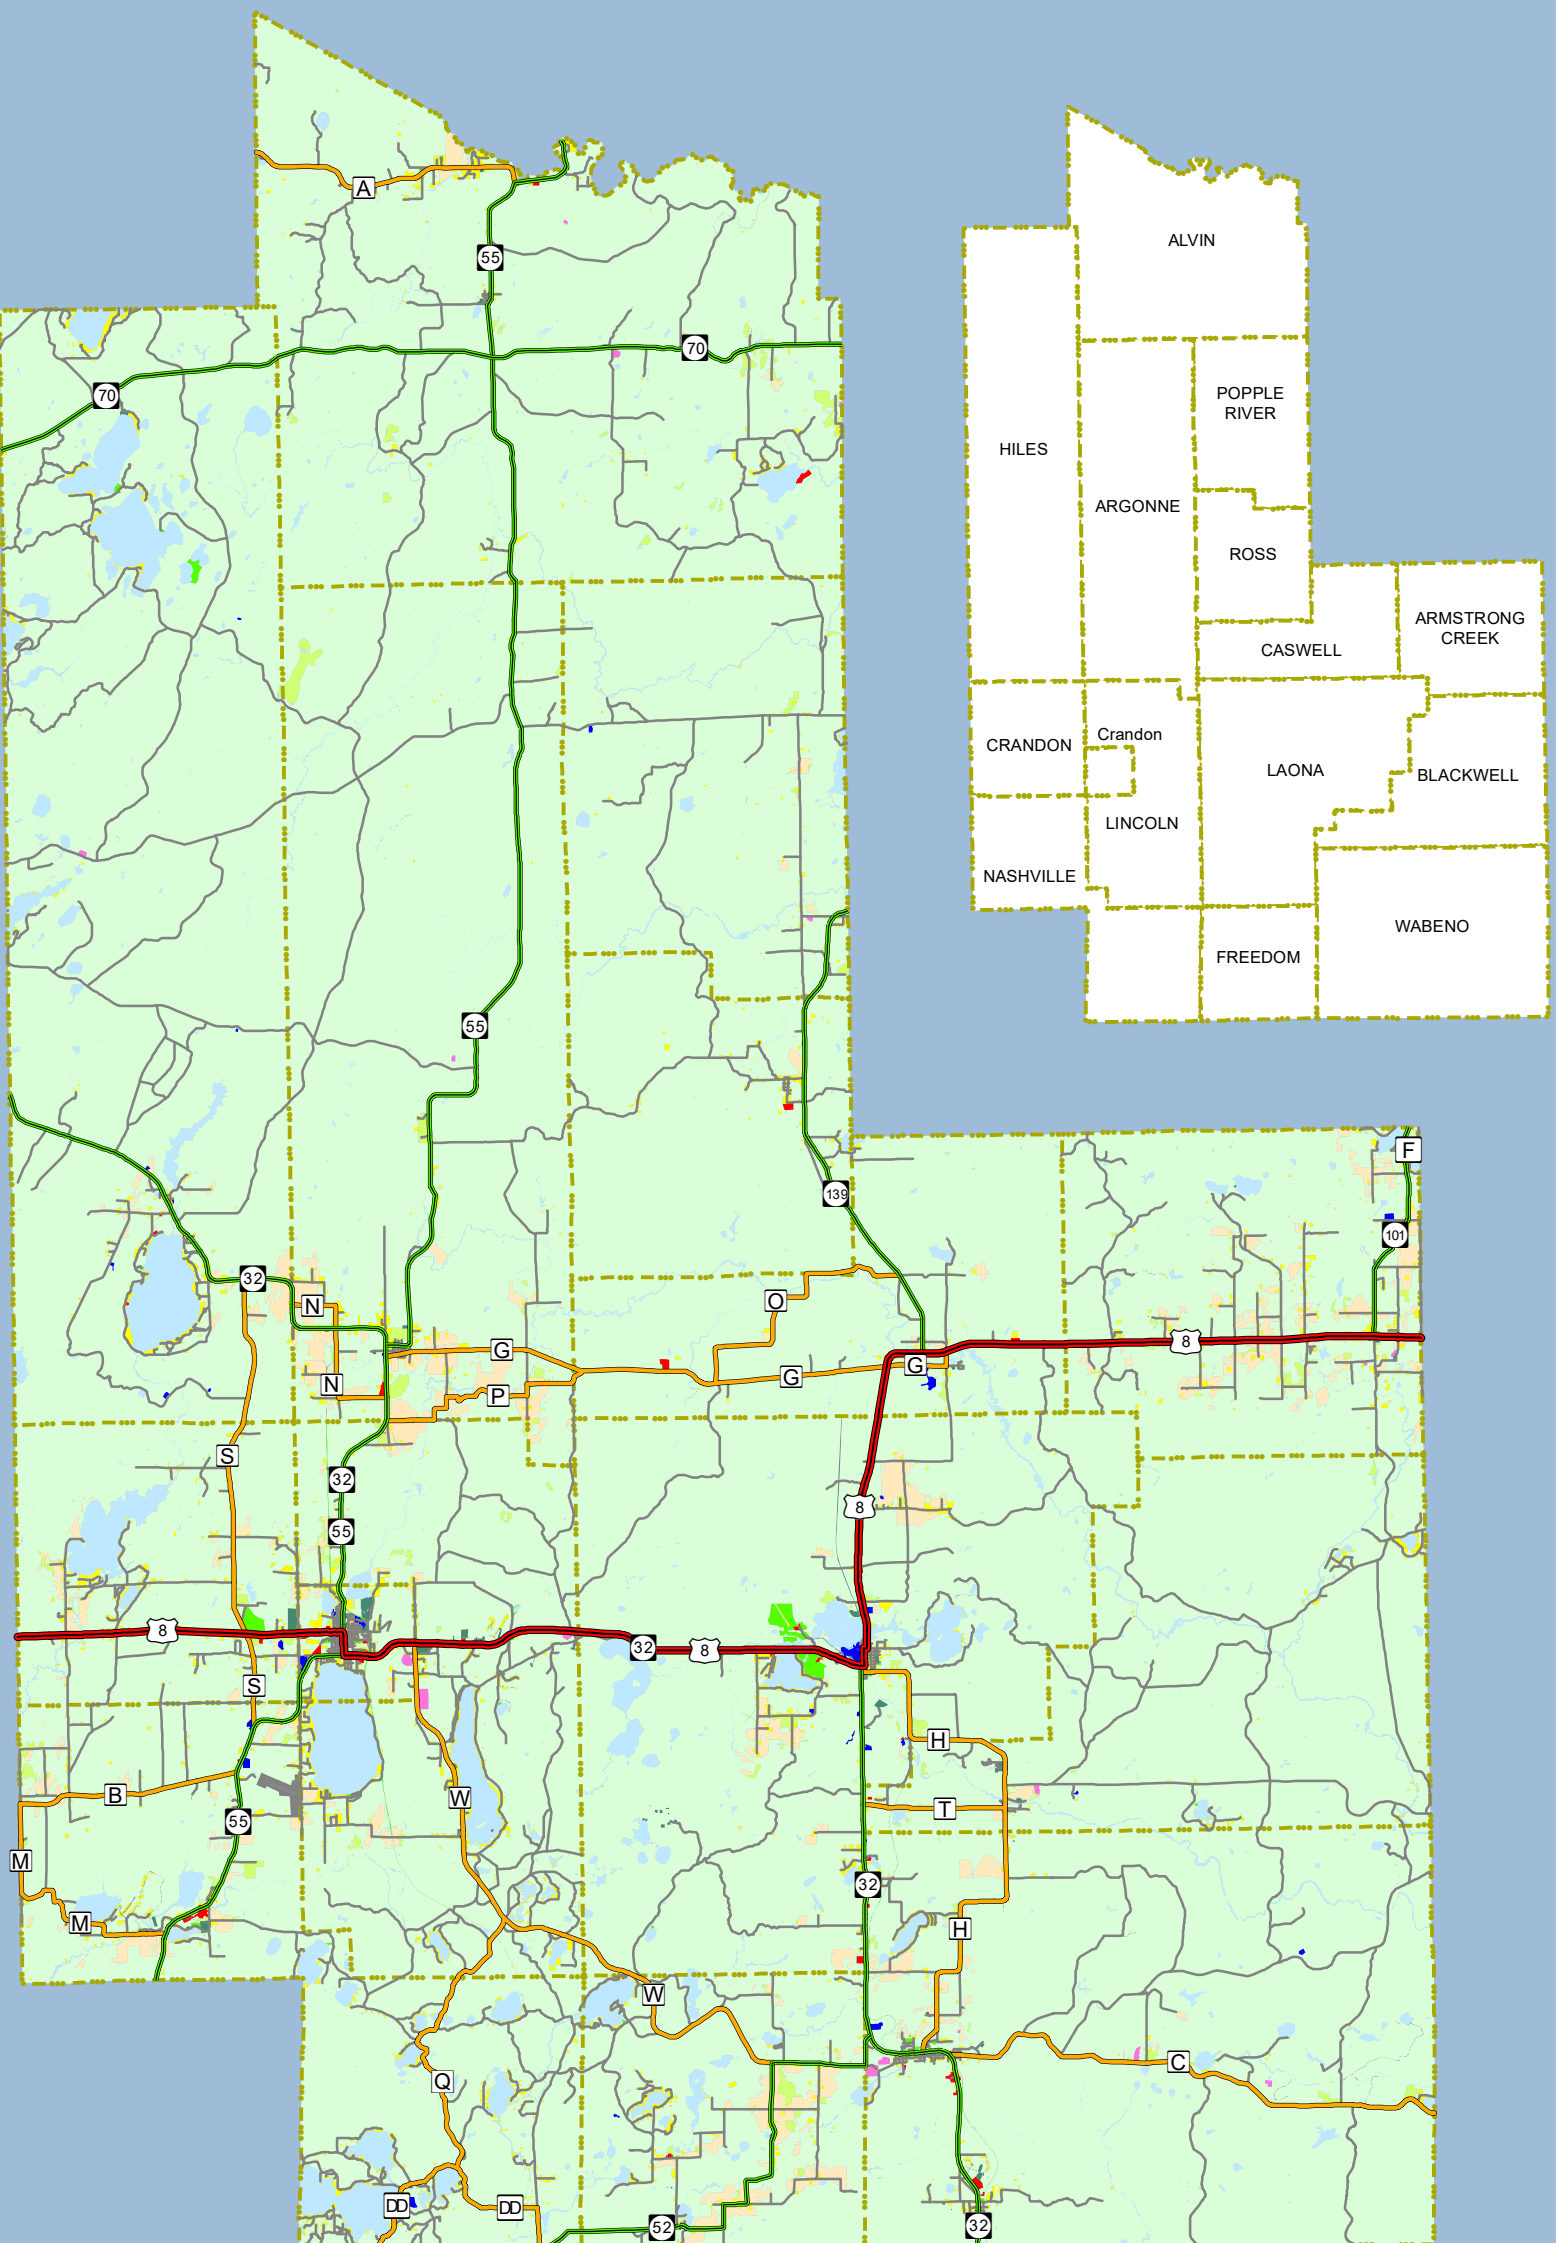 A
55
70
70
ALVIN
POPPLE
RIVER
HILES
ARGONNE
ROSS
ARMSTRONG
CREEK
CASWELL
Crandon
CRANDON
LAONA
BLACKWELL
LINCOLN
NASHVILLE
WABENO
FREEDOM
55
F
139
101
32
N
O
8
G
G
G
N
P
S
32
8
55
8
32
8
S
H
B
W
T
55
M
32
M
H
W
C
Q
DD
DD
52
32